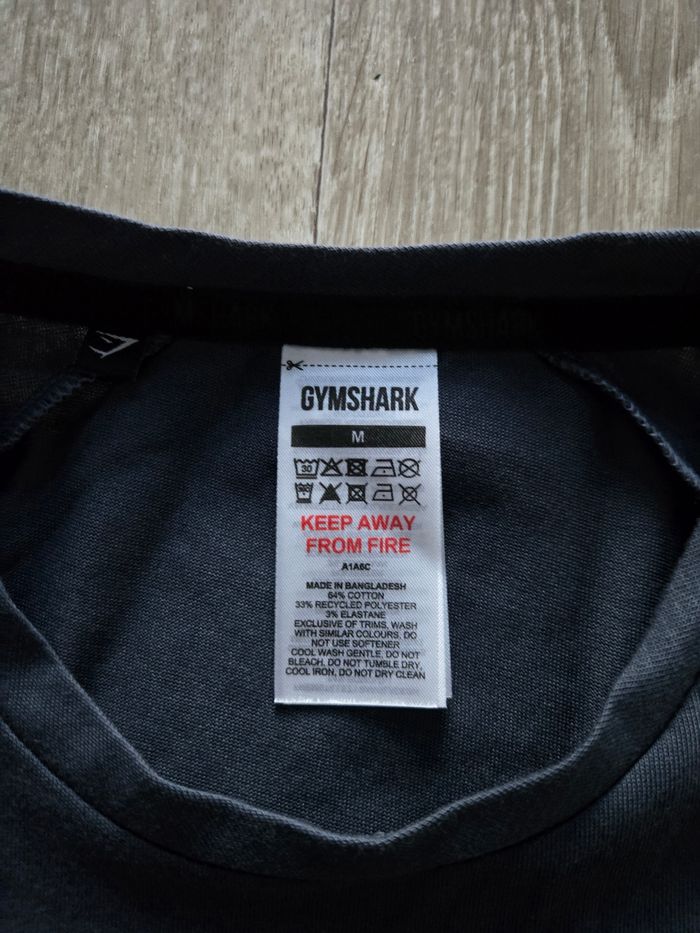 GYMSHARK
GYMSHARK
M
30
KEEP AWAY
FROM FIRE
A1A6C
MADE IN BANGLADESH
64% COTTON
33% RECYCLED POLYESTER
3% ELASTANE
EXCLUSIVE OF TRIMS, WASH
WITH SIMILAR COLOURS, DO
NOT USE SOFTENER
COOL WASH GENTLE, DO NOT
BLEACH, DO NOT TUMBLE DRY,
COOL IRON, DO NOT DRY CLEAN